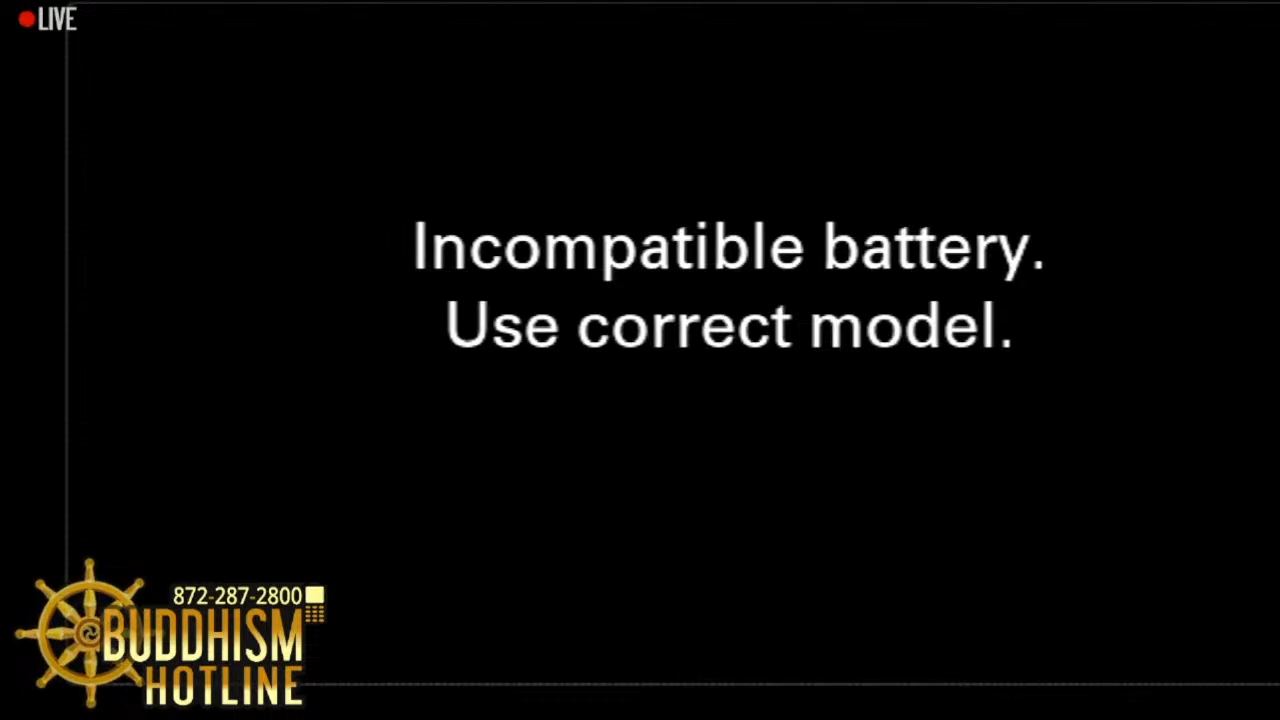 LIVE
Incompatible battery.
Use correct model.
872-287-2800
BUDDHISM
HOTLINE